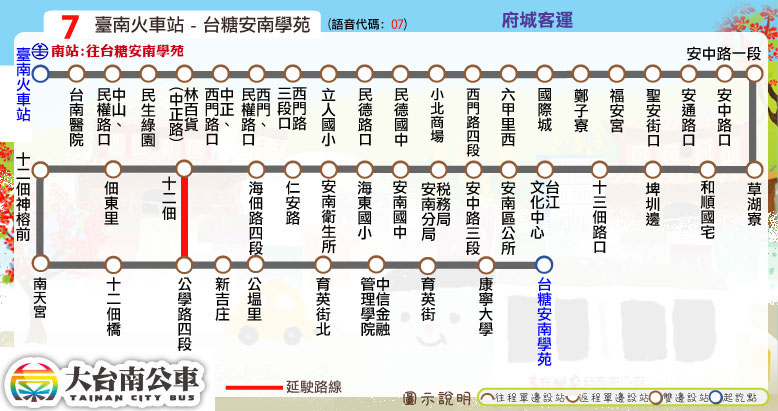 7 臺南火車站 - 台糖安南學苑 (語音代碼: 07)
府城客運
南站:往台糖安南學苑
臺南火車站
台南醫院
中山、民權路口
民生綠園
林百貨(中正路)
中正、西門路口
西門、民權路口
西門路三段口
立人國小
民德路口
民德國中
小北商場
西門路四段
六甲里西
國際城
鄭子寮
福安宮
聖安街口
安通路口
安中路口
安中路一段
草湖寮
和順國宅
埤圳邊
十三佃路口
台江文化中心
安南區公所
安中路三段
稅務局安南分局
安南國中
海東國小
安南衛生所
仁安路
海佃路四段
十二佃
佃東里
十二佃神榕前
南天宮
十二佃橋
公學路四段
新吉庄
公塭里
育英街北
中信金融管理學院
育英街
康寧大學
台糖安南學苑
大台南公車
TAINAN CITY BUS
延駛路線
圖示說明
往程單邊設站
返程單邊設站
雙邊設站
起訖點